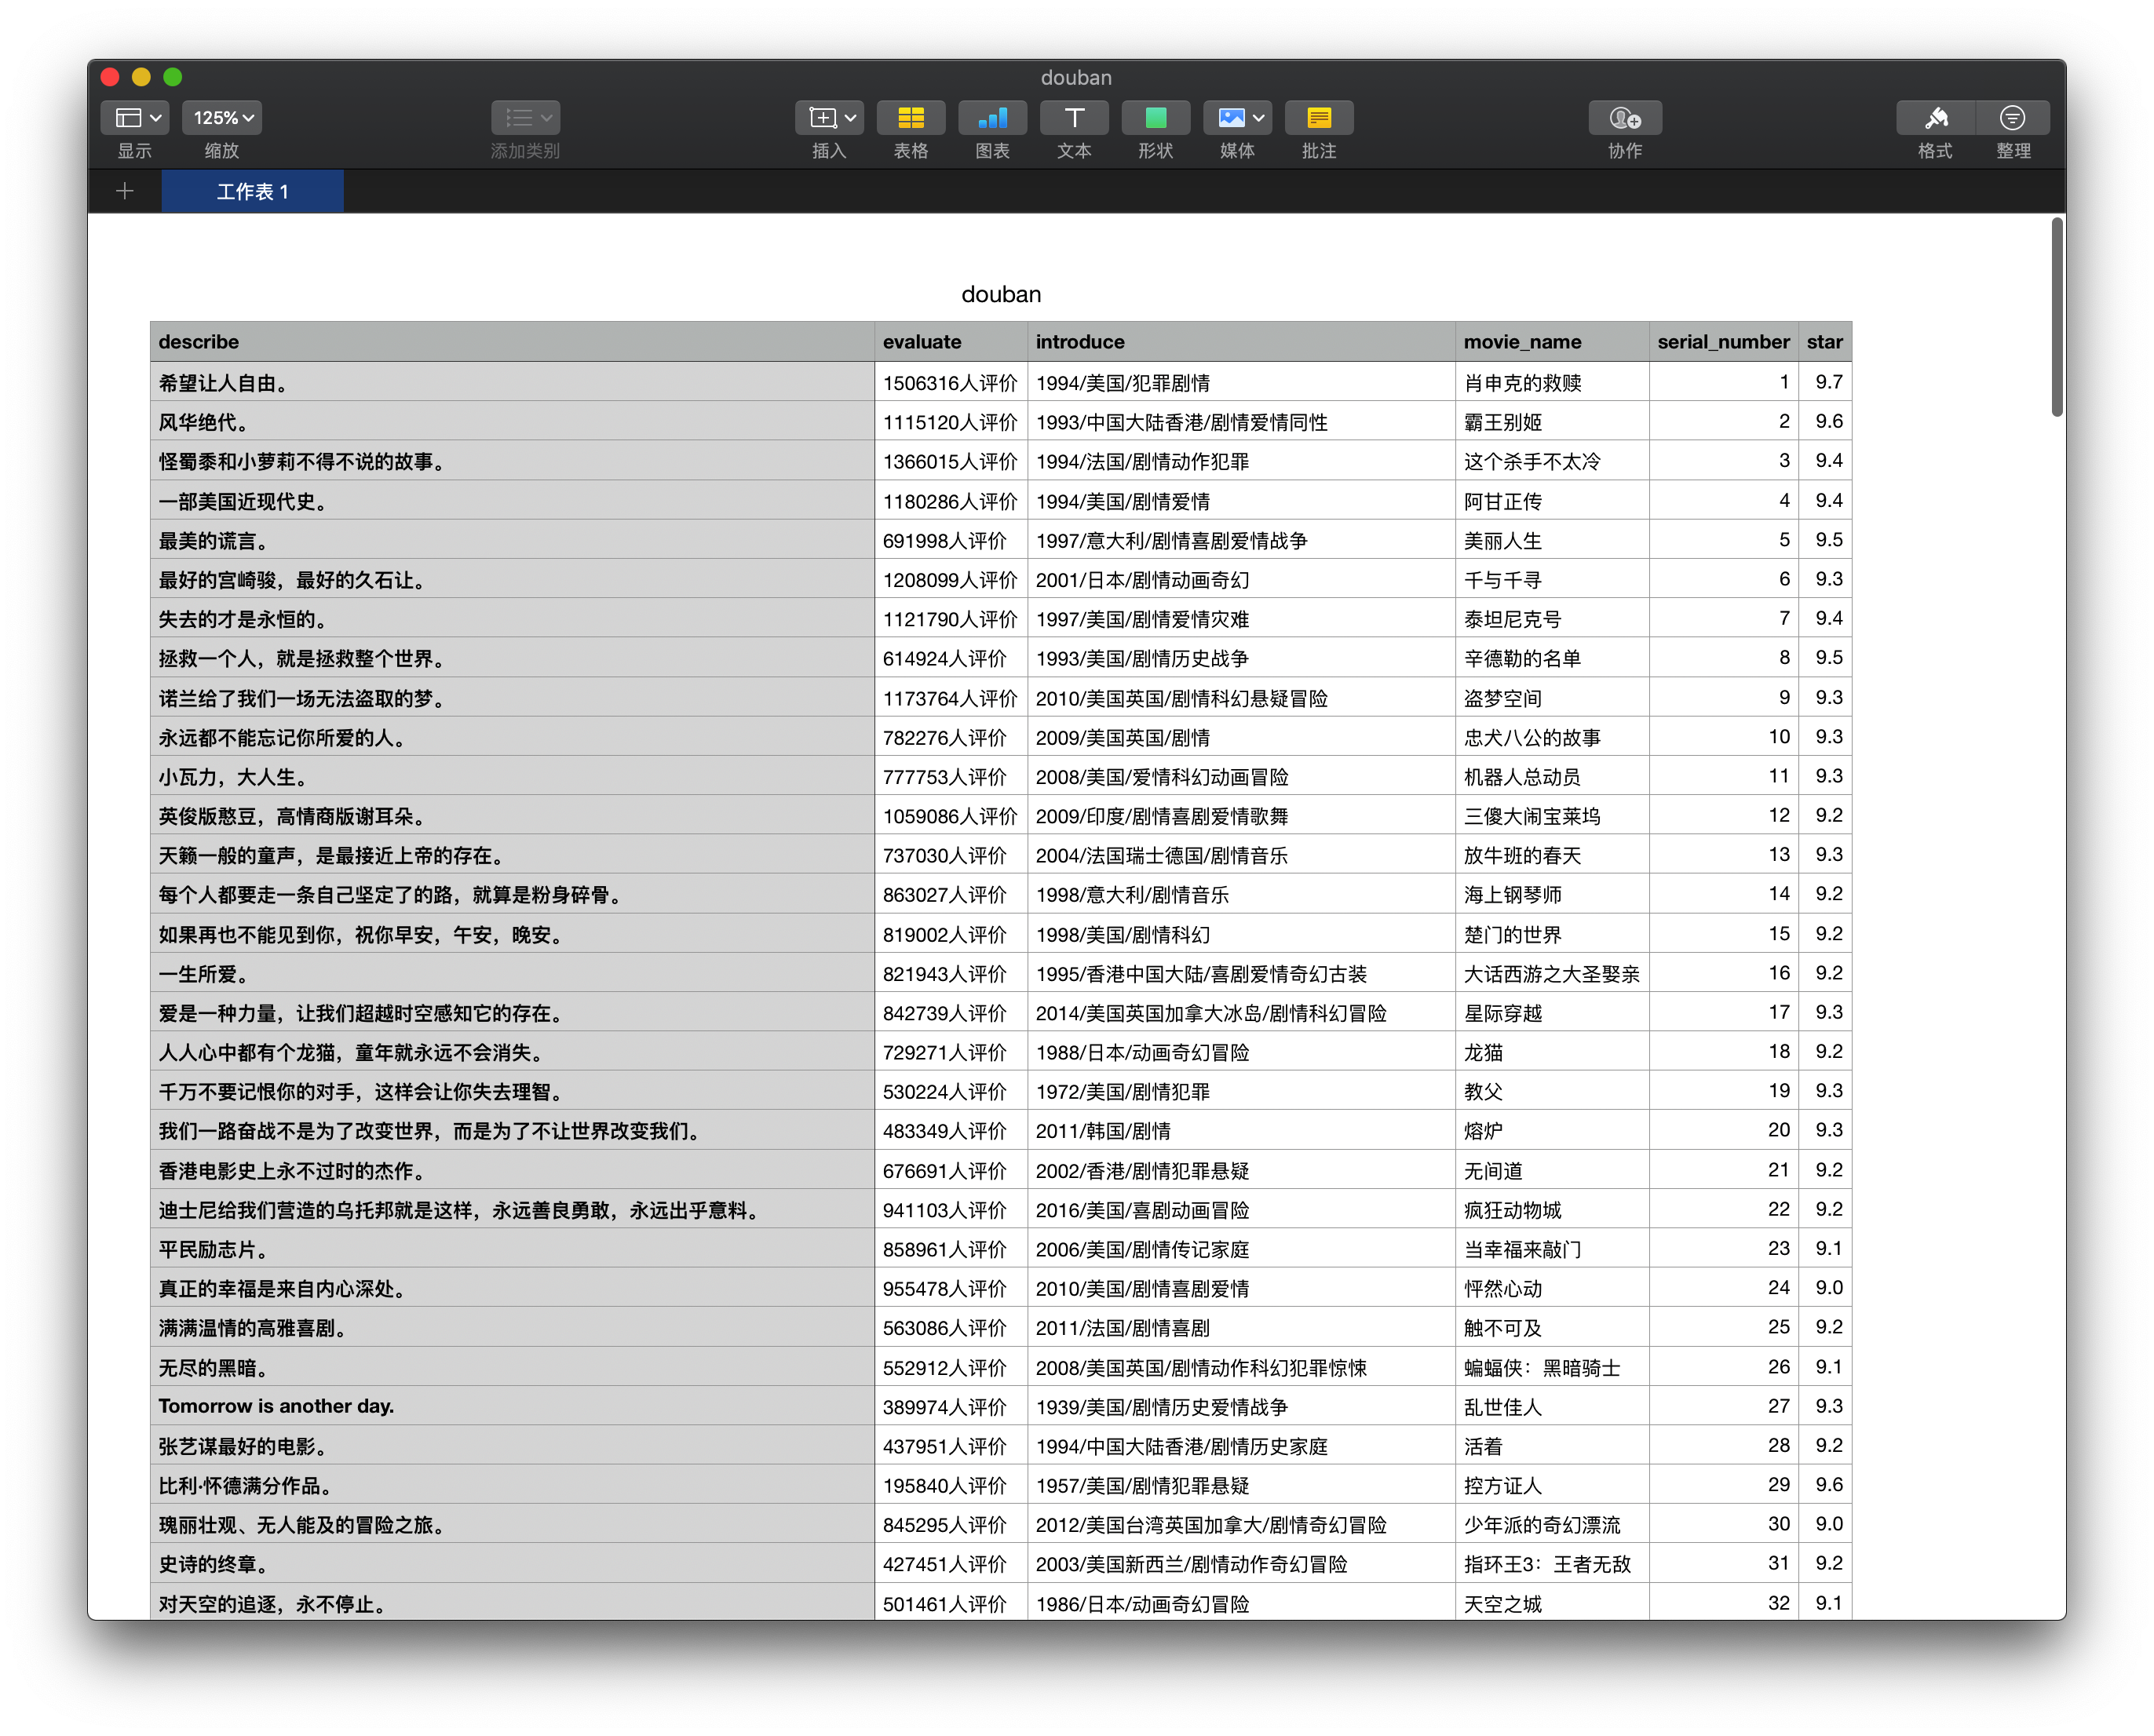 douban
125%
显示 缩放 添加类别 插入 表格 图表 文本 形状 媒体 批注 协作 格式 整理
工作表 1
douban
describe evaluate introduce movie_name serial_number star
希望让人自由。 1506316人评价 1994/美国/犯罪剧情 肖申克的救赎 1 9.7
风华绝代。 1115120人评价 1993/中国大陆香港/剧情爱情同性 霸王别姬 2 9.6
怪蜀黍和小萝莉不得不说的故事。 1366015人评价 1994/法国/剧情动作犯罪 这个杀手不太冷 3 9.4
一部美国近现代史。 1180286人评价 1994/美国/剧情爱情 阿甘正传 4 9.4
最美的谎言。 691998人评价 1997/意大利/剧情喜剧爱情战争 美丽人生 5 9.5
最好的宫崎骏，最好的久石让。 1208099人评价 2001/日本/剧情动画奇幻 千与千寻 6 9.3
失去的才是永恒的。 1121790人评价 1997/美国/剧情爱情灾难 泰坦尼克号 7 9.4
拯救一个人，就是拯救整个世界。 614924人评价 1993/美国/剧情历史战争 辛德勒的名单 8 9.5
诺兰给了我们一场无法盗取的梦。 1173764人评价 2010/美国英国/剧情科幻悬疑冒险 盗梦空间 9 9.3
永远都不能忘记你所爱的人。 782276人评价 2009/美国英国/剧情 忠犬八公的故事 10 9.3
小瓦力，大人生。 777753人评价 2008/美国/爱情科幻动画冒险 机器人总动员 11 9.3
英俊版憨豆，高情商版谢耳朵。 1059086人评价 2009/印度/剧情喜剧爱情歌舞 三傻大闹宝莱坞 12 9.2
天籁一般的童声，是最接近上帝的存在。 737030人评价 2004/法国瑞士德国/剧情音乐 放牛班的春天 13 9.3
每个人都要走一条自己坚定了的路，就算是粉身碎骨。 863027人评价 1998/意大利/剧情音乐 海上钢琴师 14 9.2
如果再也不能见到你，祝你早安，午安，晚安。 819002人评价 1998/美国/剧情科幻 楚门的世界 15 9.2
一生所爱。 821943人评价 1995/香港中国大陆/喜剧爱情奇幻古装 大话西游之大圣娶亲 16 9.2
爱是一种力量，让我们超越时空感知它的存在。 842739人评价 2014/美国英国加拿大冰岛/剧情科幻冒险 星际穿越 17 9.3
人人心中都有个龙猫，童年就永远不会消失。 729271人评价 1988/日本/动画奇幻冒险 龙猫 18 9.2
千万不要记恨你的对手，这样会让你失去理智。 530224人评价 1972/美国/剧情犯罪 教父 19 9.3
我们一路奋战不是为了改变世界，而是为了不让世界改变我们。 483349人评价 2011/韩国/剧情 熔炉 20 9.3
香港电影史上永不过时的杰作。 676691人评价 2002/香港/剧情犯罪悬疑 无间道 21 9.2
迪士尼给我们营造的乌托邦就是这样，永远善良勇敢，永远出乎意料。 941103人评价 2016/美国/喜剧动画冒险 疯狂动物城 22 9.2
平民励志片。 858961人评价 2006/美国/剧情传记家庭 当幸福来敲门 23 9.1
真正的幸福是来自内心深处。 955478人评价 2010/美国/剧情喜剧爱情 怦然心动 24 9.0
满满温情的高雅喜剧。 563086人评价 2011/法国/剧情喜剧 触不可及 25 9.2
无尽的黑暗。 552912人评价 2008/美国英国/剧情动作科幻犯罪惊悚 蝙蝠侠：黑暗骑士 26 9.1
Tomorrow is another day. 389974人评价 1939/美国/剧情历史爱情战争 乱世佳人 27 9.3
张艺谋最好的电影。 437951人评价 1994/中国大陆香港/剧情历史家庭 活着 28 9.2
比利·怀德满分作品。 195840人评价 1957/美国/剧情犯罪悬疑 控方证人 29 9.6
瑰丽壮观、无人能及的冒险之旅。 845295人评价 2012/美国台湾英国加拿大/剧情奇幻冒险 少年派的奇幻漂流 30 9.0
史诗的终章。 427451人评价 2003/美国新西兰/剧情动作奇幻冒险 指环王3：王者无敌 31 9.2
对天空的追逐，永不停止。 501461人评价 1986/日本/动画奇幻冒险 天空之城 32 9.1